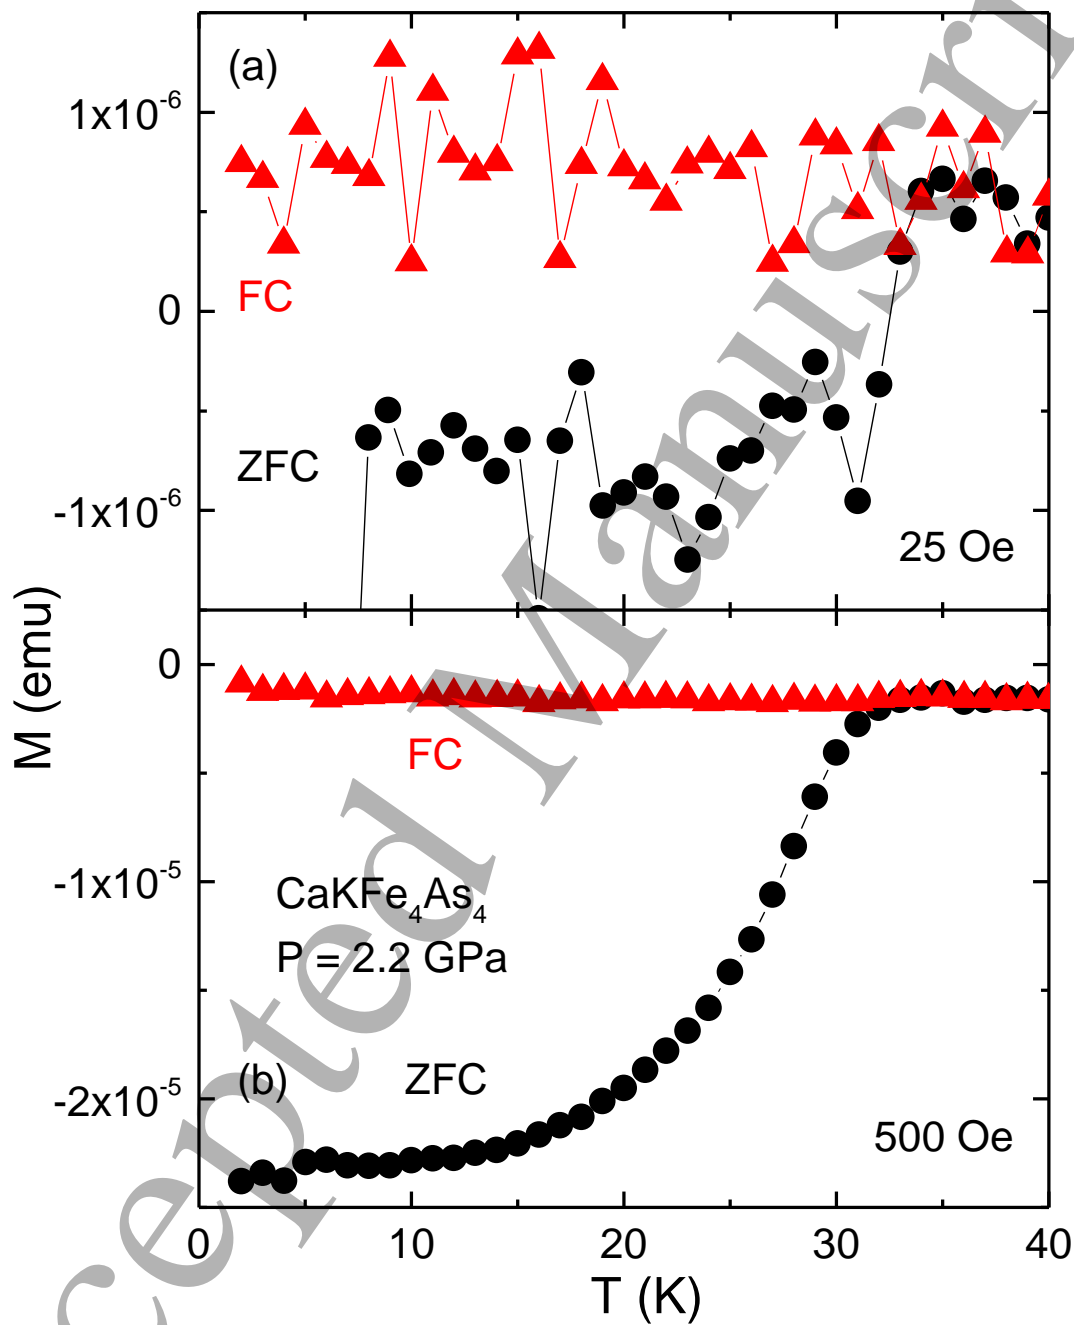 (a)
1x10⁻⁶
FC
0
ZFC
-1x10⁻⁶
25 Oe
M (emu)
0
FC
-1x10⁻⁵
CaKFe₄As₄
P = 2.2 GPa
(b)
ZFC
-2x10⁻⁵
500 Oe
0 10 20 30 40
T (K)
cepted Manuscri